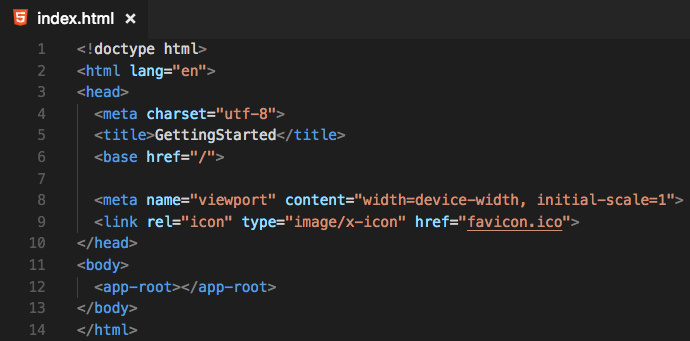 index.html ×
1 <!doctype html>
2 <html lang="en">
3 <head>
4   <meta charset="utf-8">
5   <title>GettingStarted</title>
6   <base href="/">
7
8   <meta name="viewport" content="width=device-width, initial-scale=1">
9   <link rel="icon" type="image/x-icon" href="favicon.ico">
10 </head>
11 <body>
12   <app-root></app-root>
13 </body>
14 </html>